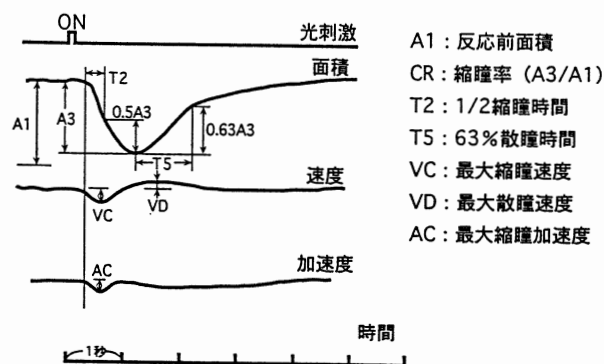 ON
光刺激
面積
T2
A1
A3
0.5A3
0.63A3
T5
速度
VC
VD
AC
加速度
時間
1秒
A1：反応前面積
CR：縮瞳率（A3/A1）
T2：1/2縮瞳時間
T5：63％散瞳時間
VC：最大縮瞳速度
VD：最大散瞳速度
AC：最大縮瞳加速度